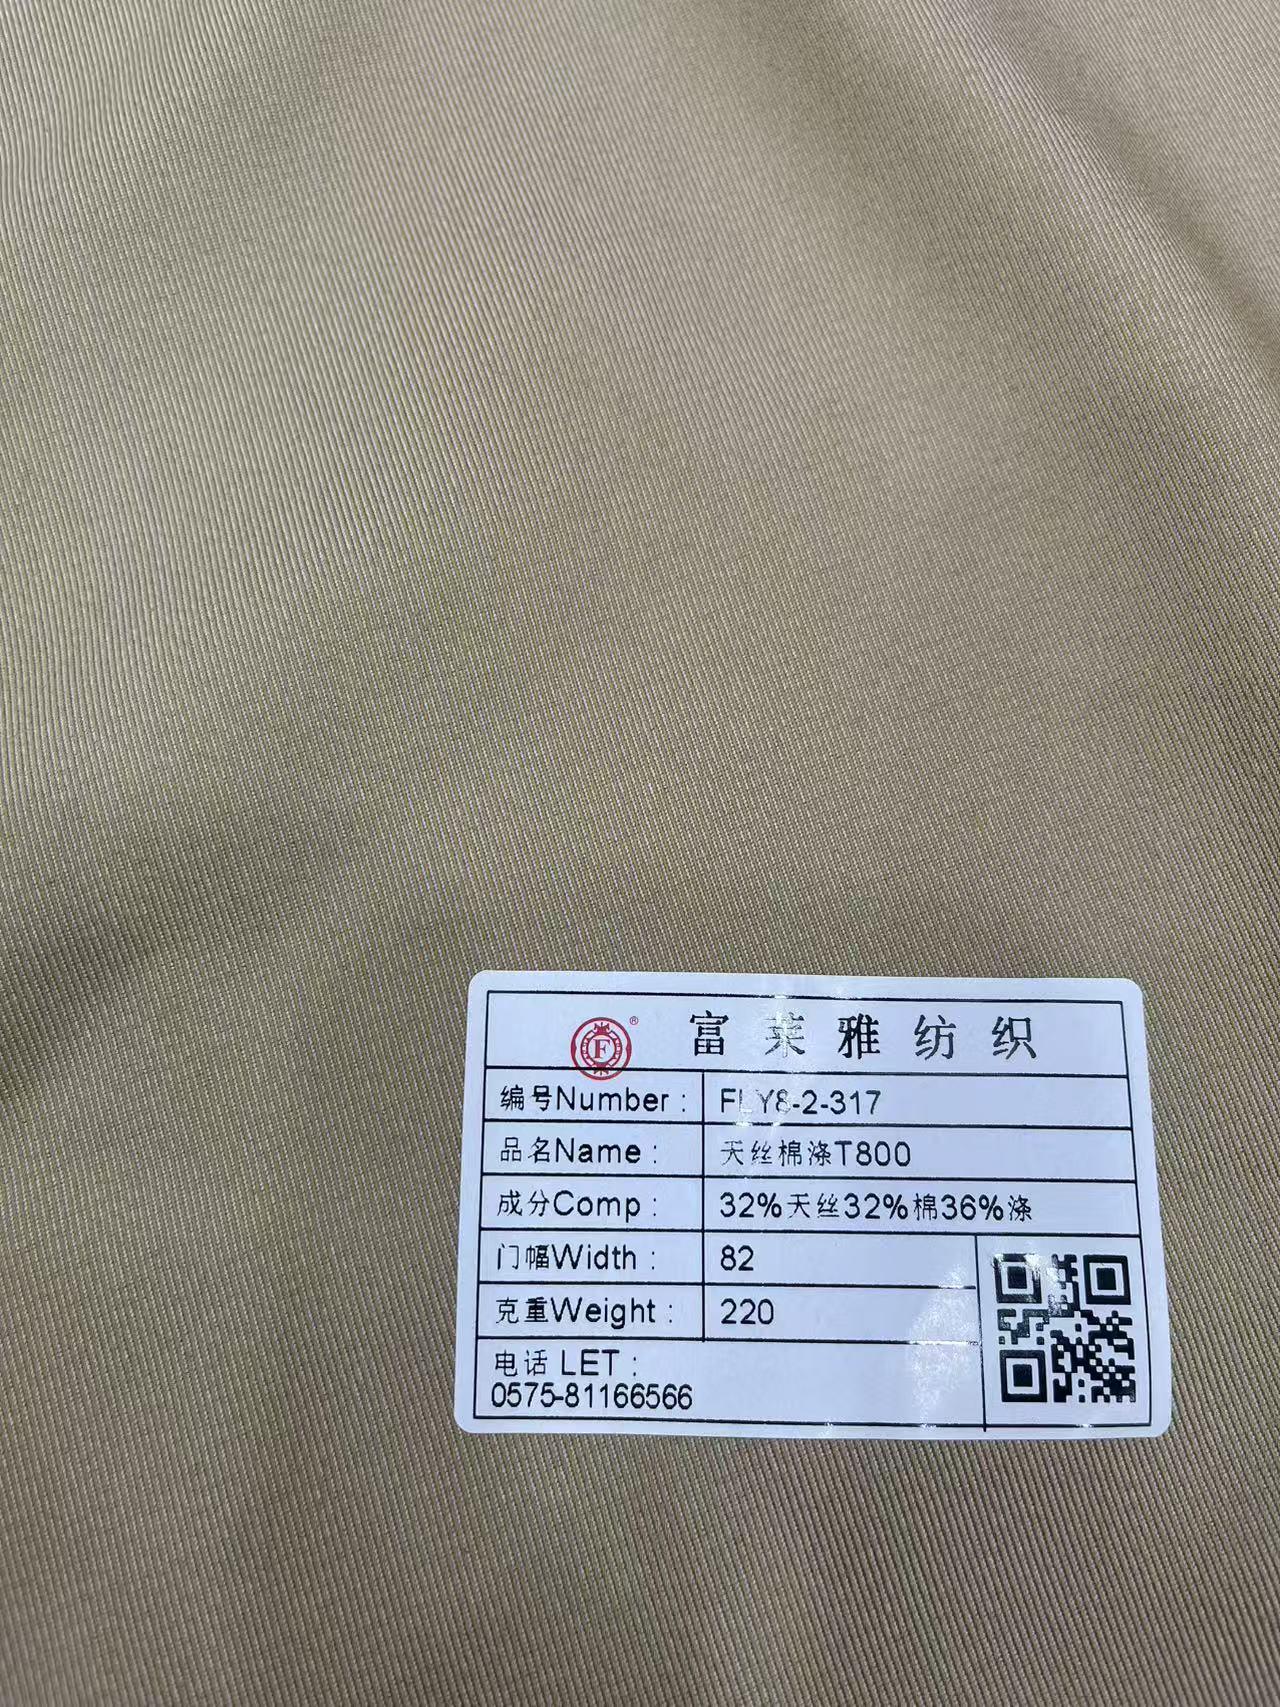 F ®
富莱雅纺织
编号Number: FLY8-2-317
品名Name: 天丝棉涤T800
成分Comp: 32%天丝32%棉36%涤
门幅Width: 82
克重Weight: 220
电话 LET:
0575-81166566